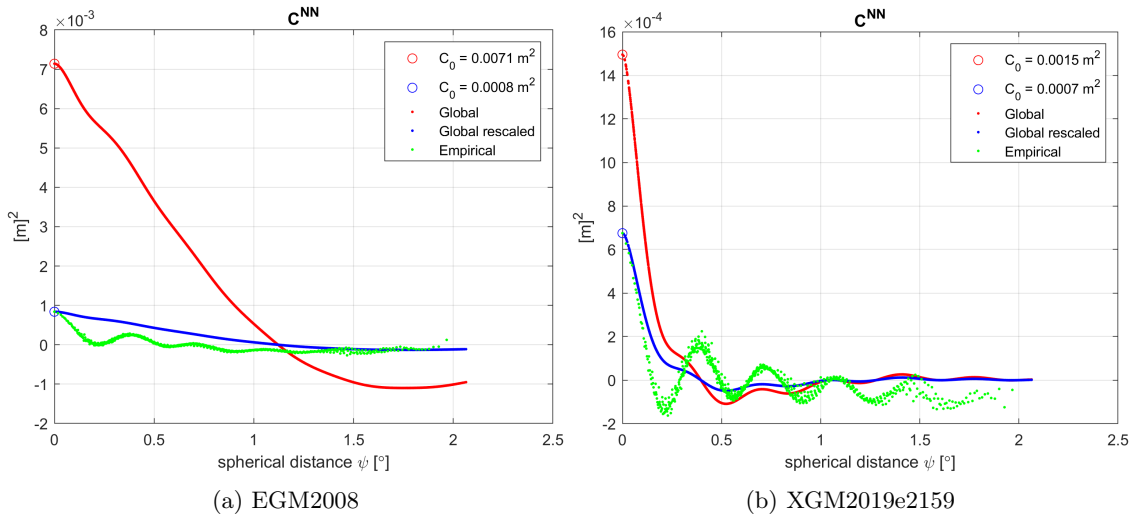 C^NN
×10^-3
8
7
6
5
4
3
2
1
0
-1
-2
[m]^2
0
0.5
1
1.5
2
2.5
spherical distance ψ [°]
C_0 = 0.0071 m^2
C_0 = 0.0008 m^2
Global
Global rescaled
Empirical
(a) EGM2008
C^NN
×10^-4
16
14
12
10
8
6
4
2
0
-2
[m]^2
0
0.5
1
1.5
2
2.5
spherical distance ψ [°]
C_0 = 0.0015 m^2
C_0 = 0.0007 m^2
Global
Global rescaled
Empirical
(b) XGM2019e2159